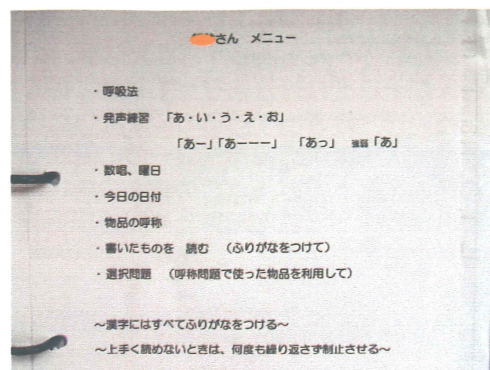 さん メニュー
・呼吸法
・発声練習 「あ・い・う・え・お」
「あー」「あーーー」 「あっ」 強弱「あ」
・数唱、曜日
・今日の日付
・物品の呼称
・書いたものを 読む （ふりがなをつけて）
・選択問題 （呼称問題で使った物品を利用して）
～漢字にはすべてふりがなをつける～
～上手く読めないときは、何度も繰り返さず制止させる～